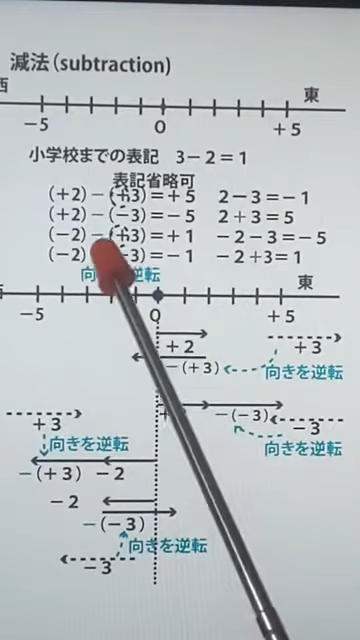 減法(subtraction)
西
東
-5 0 +5
小学校までの表記 3-2=1
表記省略可
(+2)-(+3)=+5 2-3=-1
(+2)-(-3)=-5 2+3=5
(-2)-(+3)=+1 -2-3=-5
(-2) -3)=-1 -2+3=1
向き 逆転
東
-5 0 +5
+2
+3
-(+3)
向きを逆転
+3
-(-3)
向きを逆転
-3
向きを逆転
-(+3) -2
-2
-(-3)
向きを逆転
-3